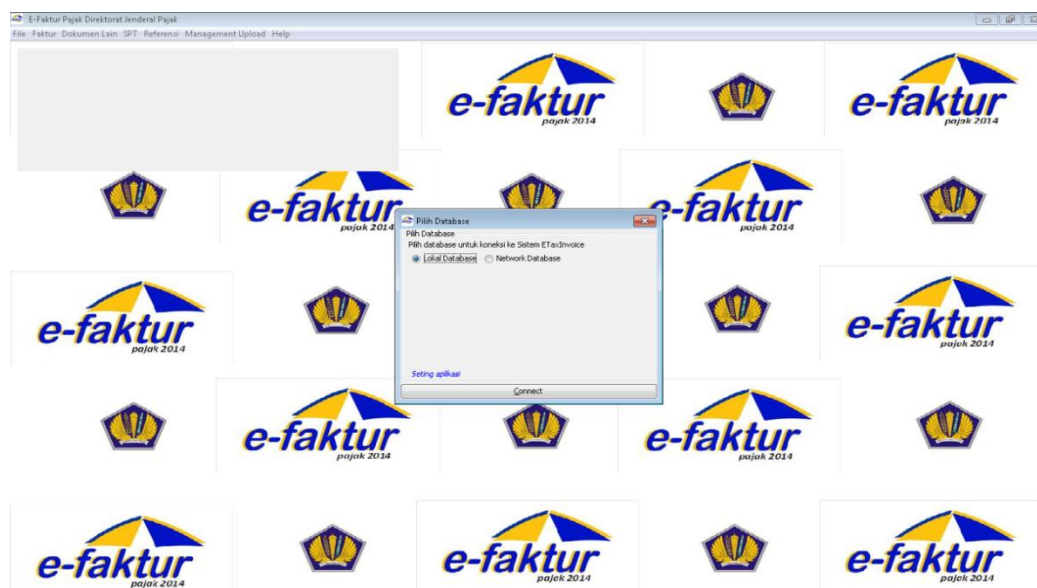 E-Faktur Pajak Direktorat Jenderal Pajak
File Faktur Dokumen Lain SPT Referensi Management Upload Help
e-faktur
pajak 2014
e-faktur
pajak 2014
e-faktur
pajak 2014
e-faktur
pajak 2014
Pilih Database
Pilih Database
Pilih database untuk koneksi ke Sistem ETaxInvoice
Lokal Database Network Database
Seting aplikasi
Connect
e-faktur
pajak 2014
e-faktur
pajak 2014
e-faktur
pajak 2014
e-faktur
pajak 2014
e-faktur
pajak 2014
e-faktur
pajak 2014
e-faktur
pajak 2014